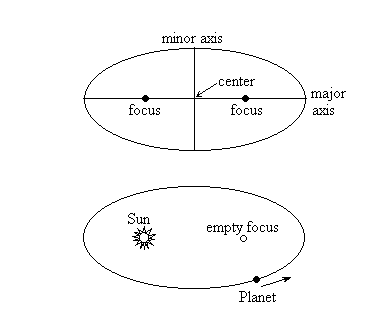 minor axis
center
focus
focus
major
axis
Sun
empty focus
Planet